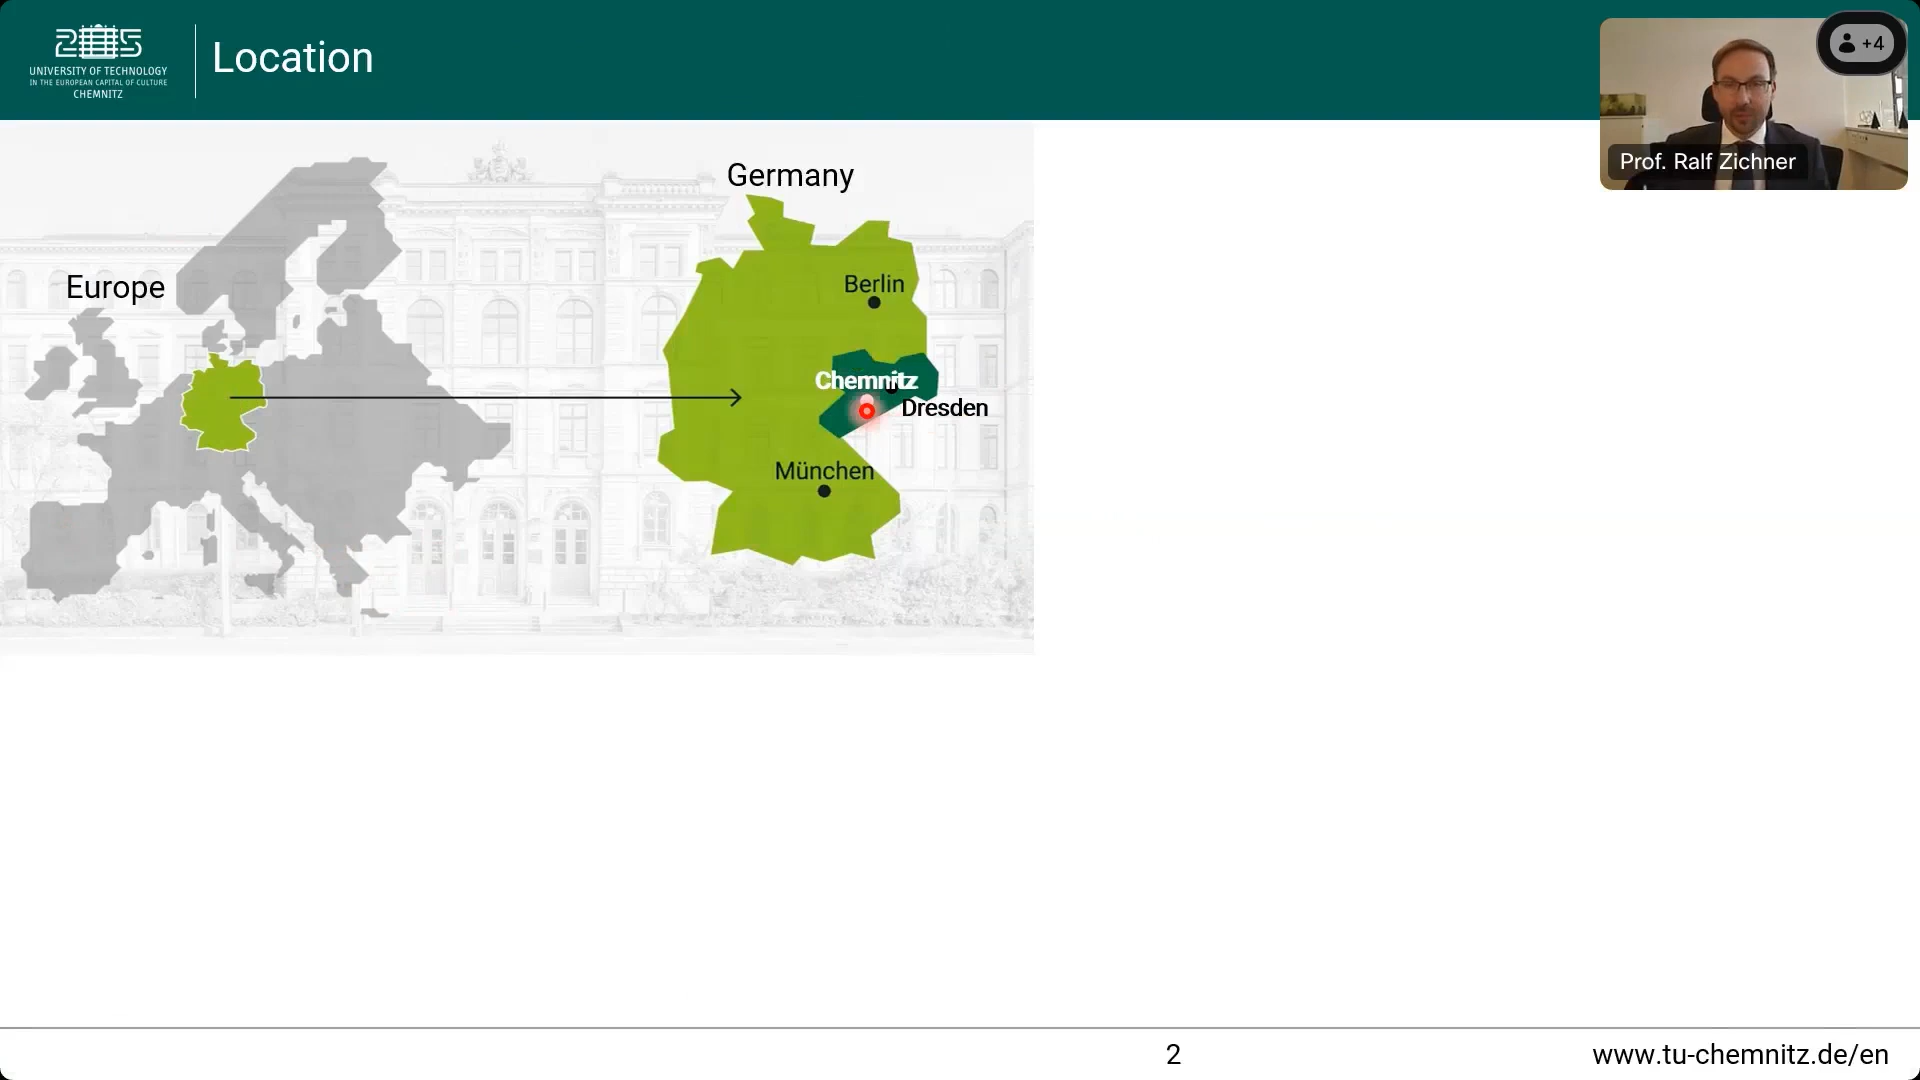 2025
UNIVERSITY OF TECHNOLOGY
IN THE EUROPEAN CAPITAL OF CULTURE
CHEMNITZ
Location
+4
Prof. Ralf Zichner
Germany
Europe
Berlin
Chemnitz
Dresden
München
2
www.tu-chemnitz.de/en